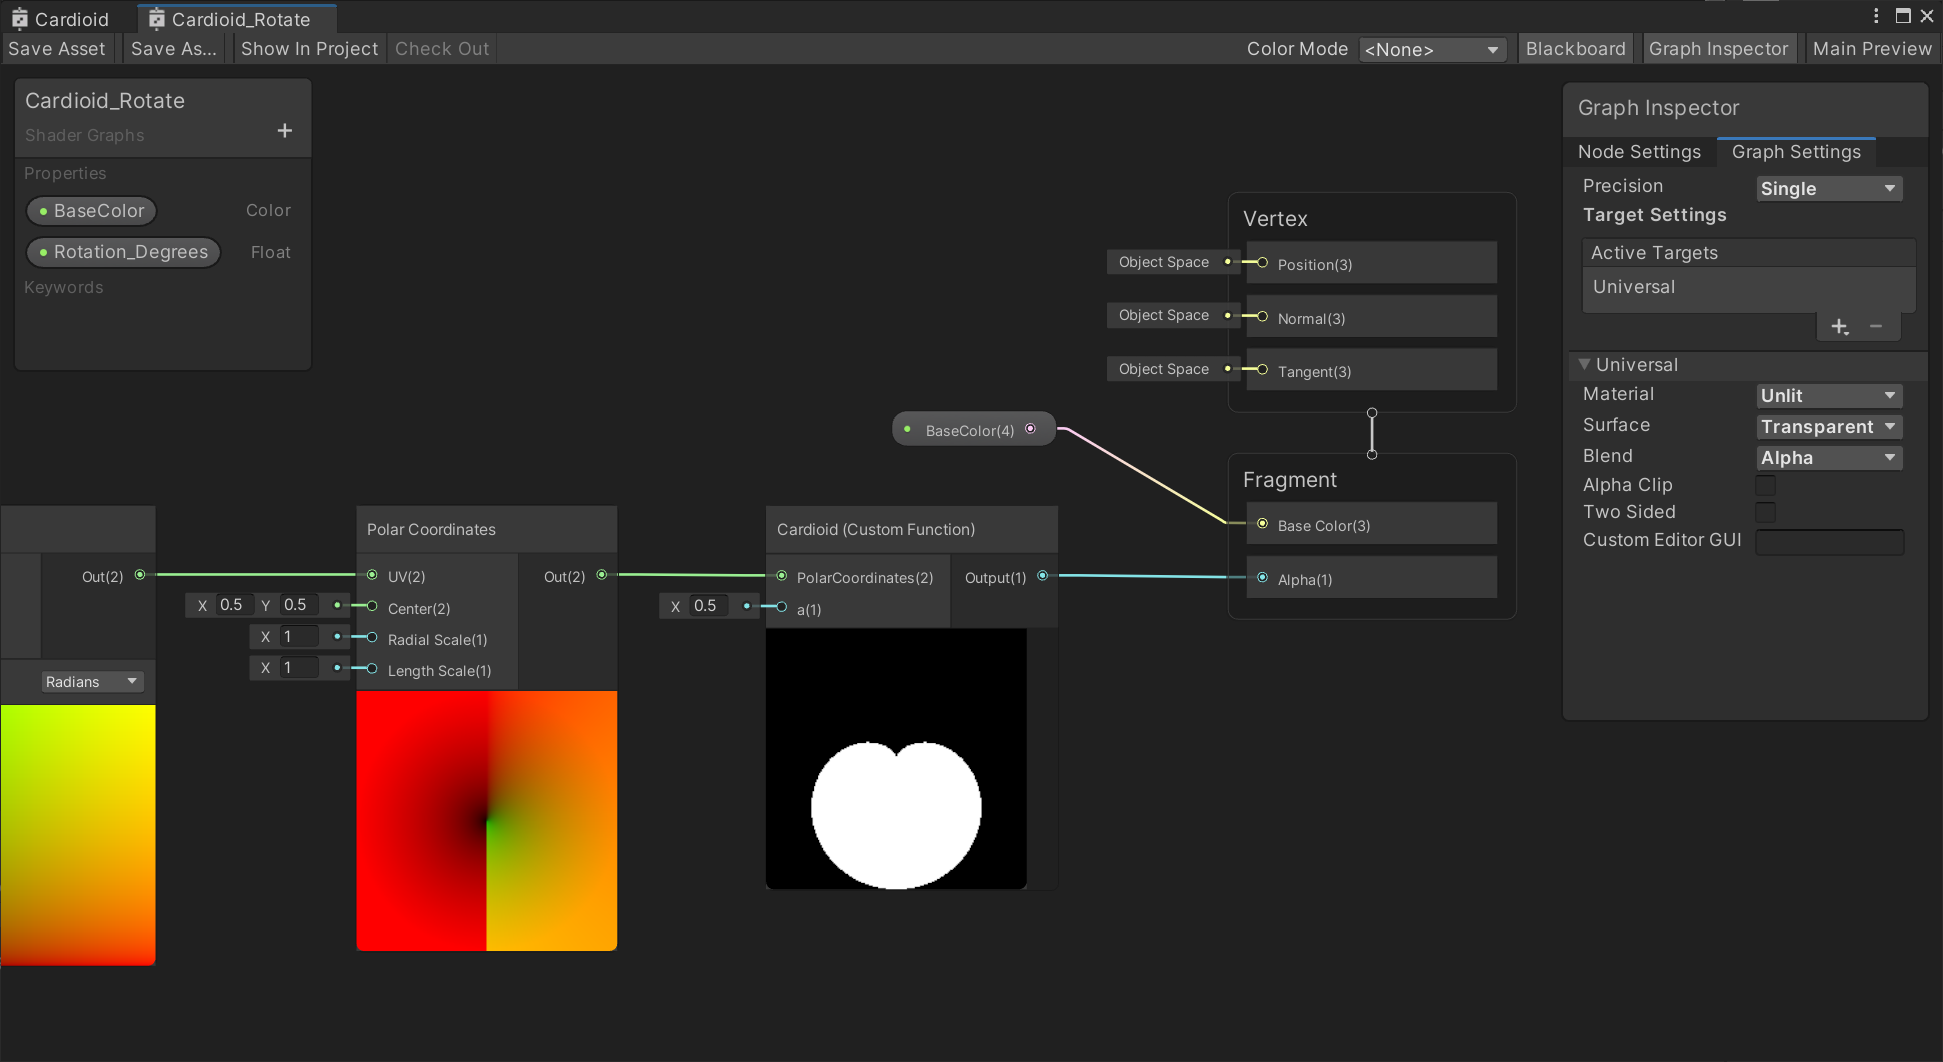 Cardioid
Cardioid_Rotate
Save Asset
Save As...
Show In Project
Check Out
Color Mode
<None>
Blackboard
Graph Inspector
Main Preview
Cardioid_Rotate
Shader Graphs
Properties
BaseColor
Color
Rotation_Degrees
Float
Keywords
Vertex
Object Space
Position(3)
Object Space
Normal(3)
Object Space
Tangent(3)
BaseColor(4)
Fragment
Base Color(3)
Alpha(1)
Out(2)
Radians
Polar Coordinates
UV(2)
Out(2)
X 0.5 Y 0.5
Center(2)
X 1
Radial Scale(1)
X 1
Length Scale(1)
Cardioid (Custom Function)
PolarCoordinates(2)
Output(1)
X 0.5
a(1)
Graph Inspector
Node Settings
Graph Settings
Precision
Single
Target Settings
Active Targets
Universal
Universal
Material
Unlit
Surface
Transparent
Blend
Alpha
Alpha Clip
Two Sided
Custom Editor GUI